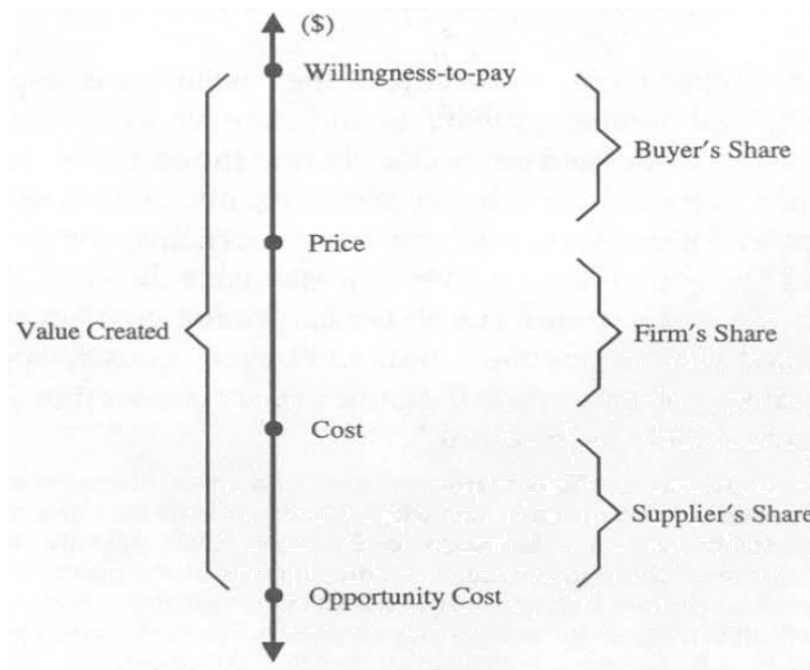 ($)
Willingness-to-pay
Buyer's Share
Price
Value Created
Firm's Share
Cost
Supplier's Share
Opportunity Cost